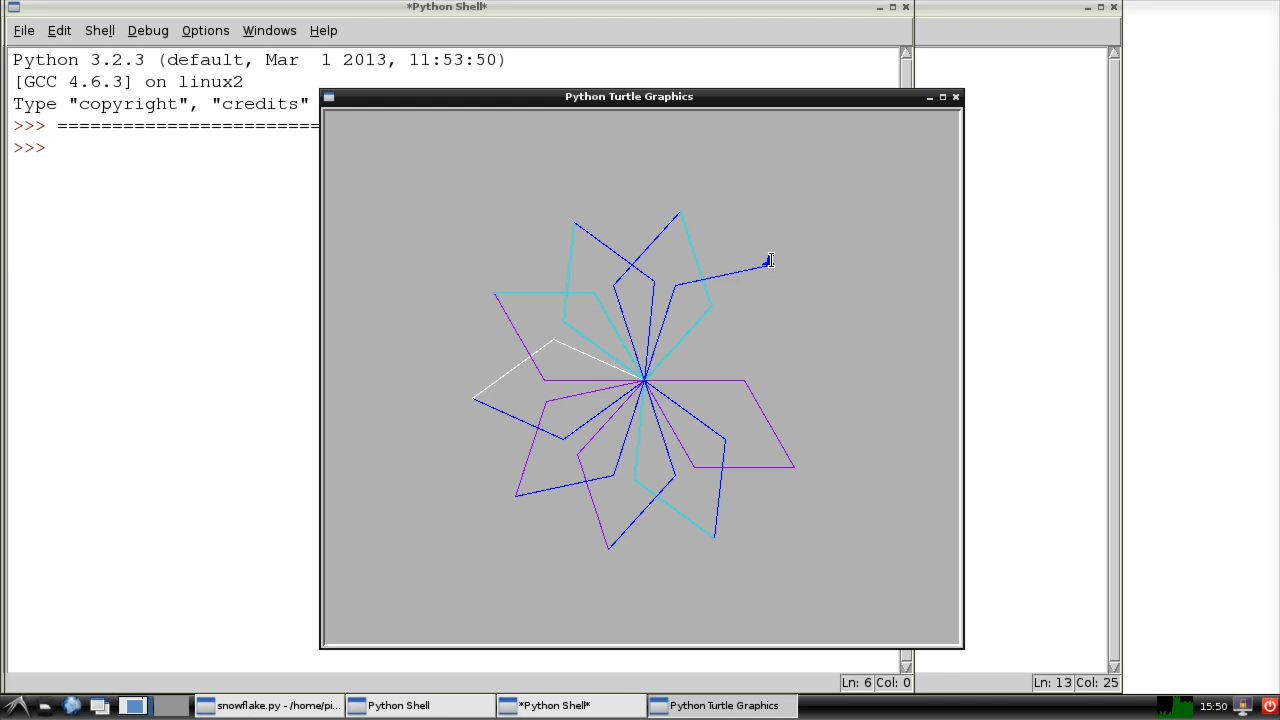 *Python Shell*
File Edit Shell Debug Options Windows Help
Python 3.2.3 (default, Mar  1 2013, 11:53:50)
[GCC 4.6.3] on linux2
Type "copyright", "credits"
>>> ========================
>>>
Python Turtle Graphics
Ln: 6 Col: 0
Ln: 13 Col: 25
snowflake.py - /home/pi... Python Shell *Python Shell* Python Turtle Graphics 15:50